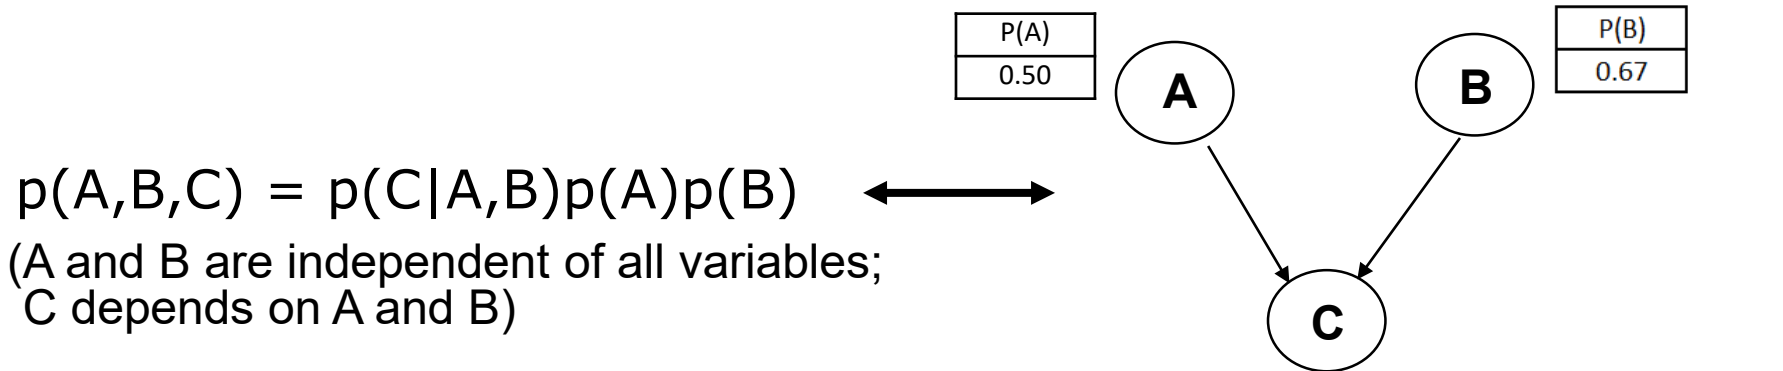 P(A)
0.50
A
B
P(B)
0.67
p(A,B,C) = p(C|A,B)p(A)p(B)
(A and B are independent of all variables;
C depends on A and B)
C